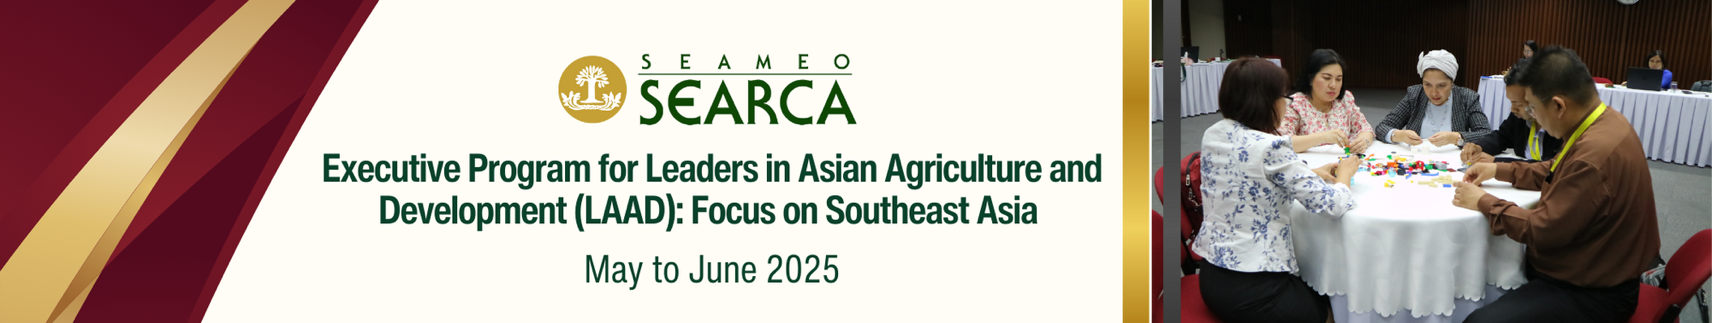 SEAMEO
SEARCA
Executive Program for Leaders in Asian Agriculture and
Development (LAAD): Focus on Southeast Asia
May to June 2025